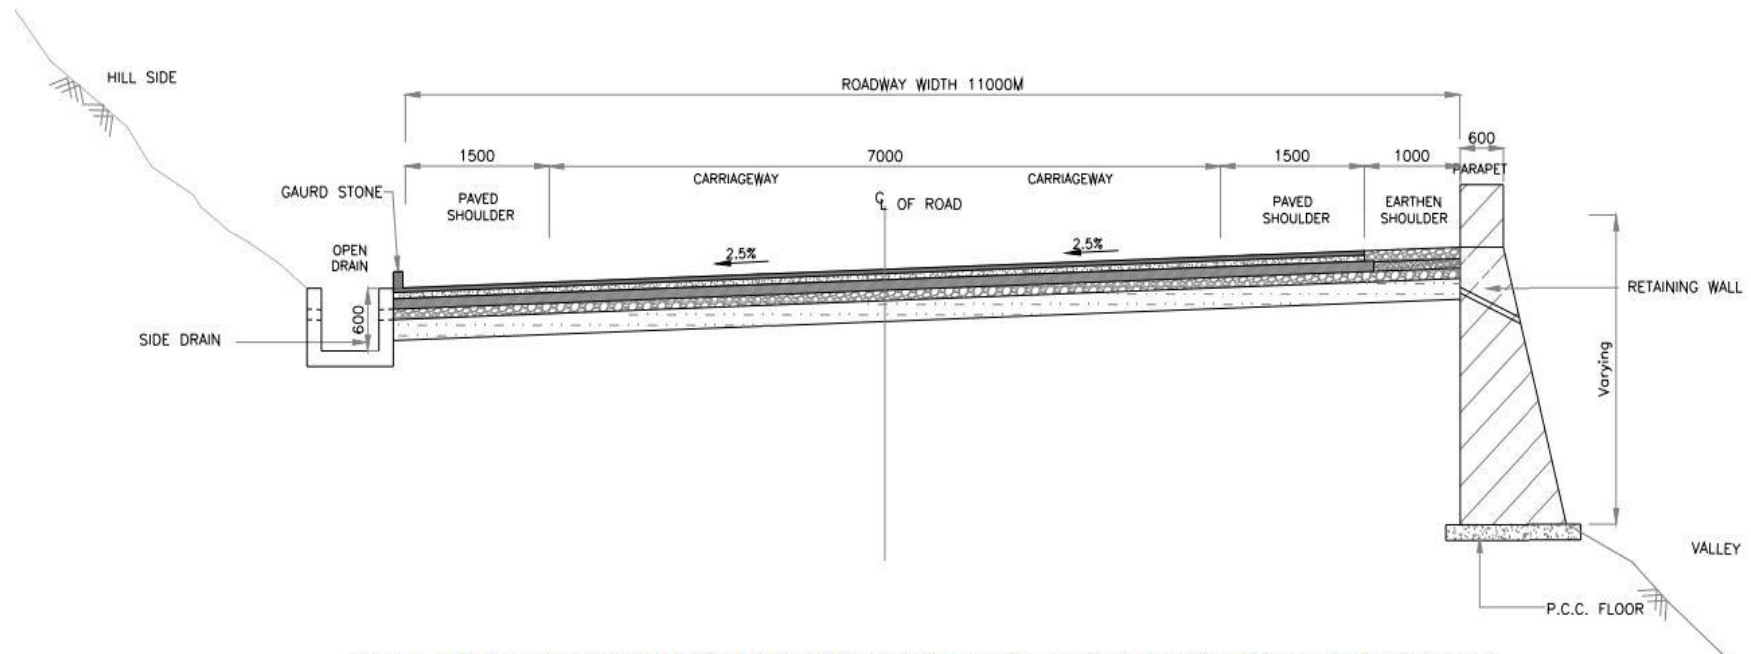 HILL SIDE
ROADWAY WIDTH 11000M
600
1500
7000
1500
1000
PARAPET
CARRIAGEWAY
CARRIAGEWAY
GAURD STONE
PAVED
SHOULDER
℄ OF ROAD
PAVED
SHOULDER
EARTHEN
SHOULDER
OPEN
DRAIN
2.5%
2.5%
RETAINING WALL
600
SIDE DRAIN
Varying
VALLEY
P.C.C. FLOOR